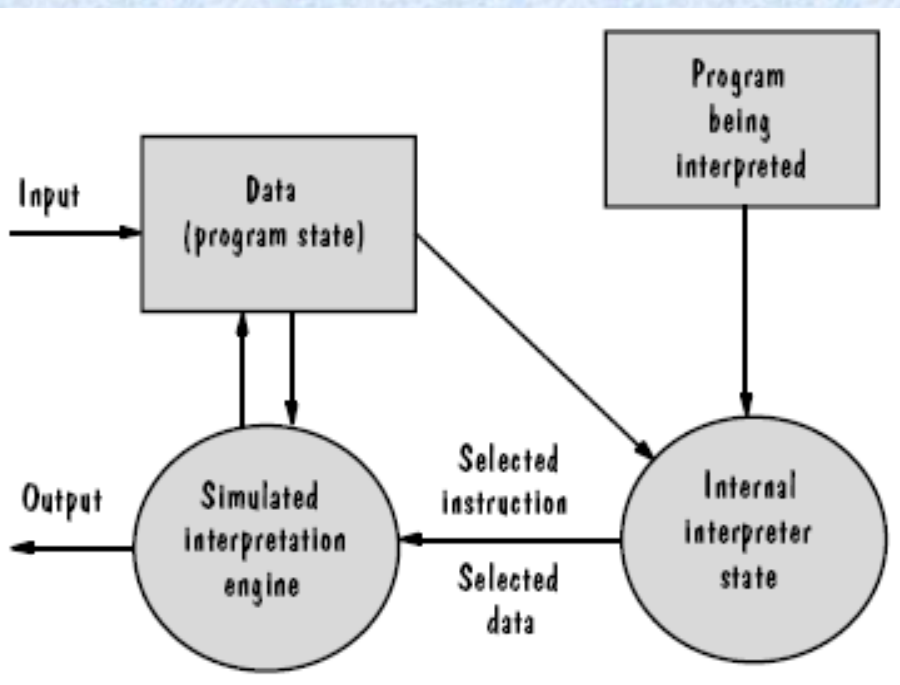 Program
being
interpreted
Input
Data
(program state)
Selected
instruction
Selected
data
Internal
interpreter
state
Output
Simulated
interpretation
engine